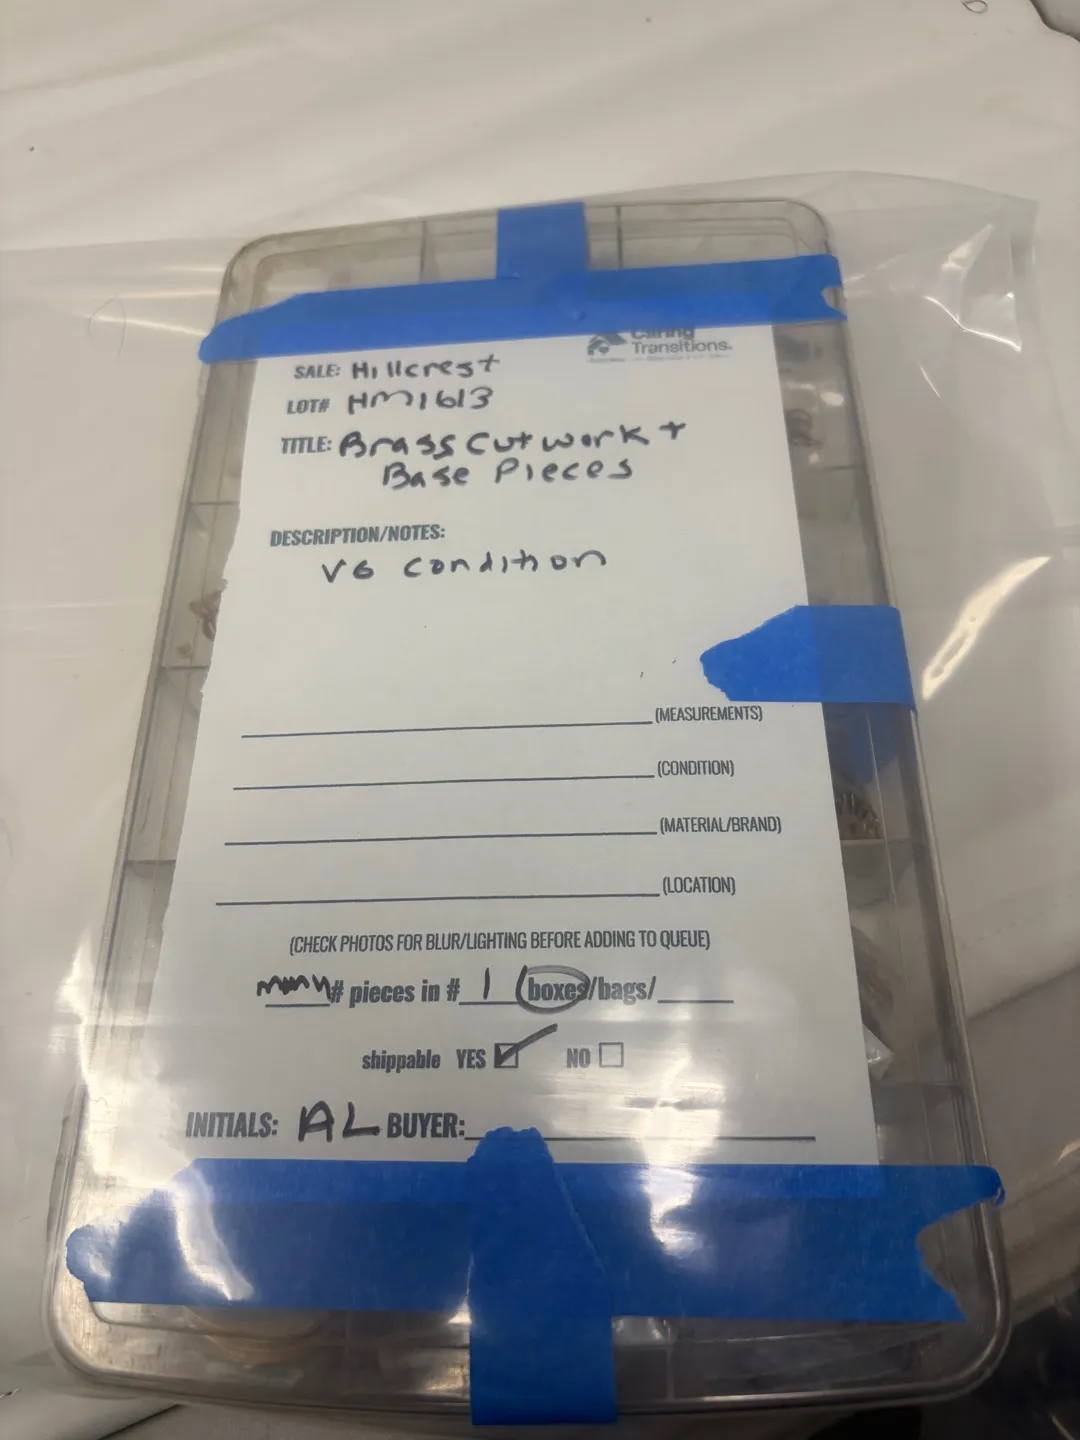 Caring
Transitions.
SALE: Hillcrest
LOT# HM1613
TITLE: Brass Cutwork +
Base Pieces
DESCRIPTION/NOTES:
VG condition
(MEASUREMENTS)
(CONDITION)
(MATERIAL/BRAND)
(LOCATION)
(CHECK PHOTOS FOR BLUR/LIGHTING BEFORE ADDING TO QUEUE)
many # pieces in # 1 boxes/bags/
shippable YES NO
INITIALS: AL BUYER: